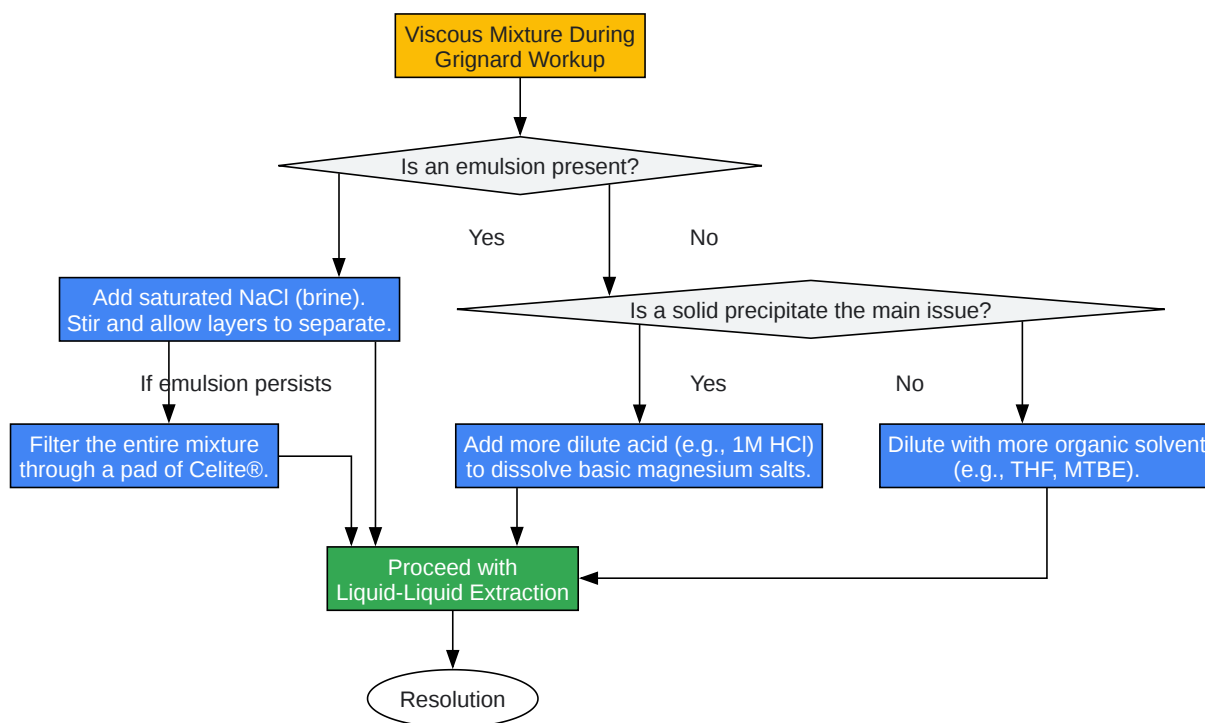 Viscous Mixture During
Grignard Workup
Is an emulsion present?
Yes
No
Add saturated NaCl (brine).
Stir and allow layers to separate.
Is a solid precipitate the main issue?
If emulsion persists
Yes
No
Filter the entire mixture
through a pad of Celite®.
Add more dilute acid (e.g., 1M HCl)
to dissolve basic magnesium salts.
Dilute with more organic solvent
(e.g., THF, MTBE).
Proceed with
Liquid-Liquid Extraction
Resolution